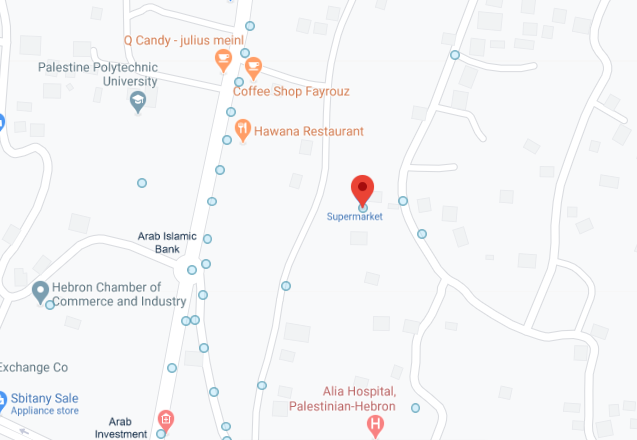 Q Candy - julius meinl
Palestine Polytechnic
University
Coffee Shop Fayrouz
Hawana Restaurant
Supermarket
Arab Islamic
Bank
Hebron Chamber of
Commerce and Industry
Exchange Co
Sbitany Sale
Appliance store
Alia Hospital,
Palestinian-Hebron
Arab
Investment